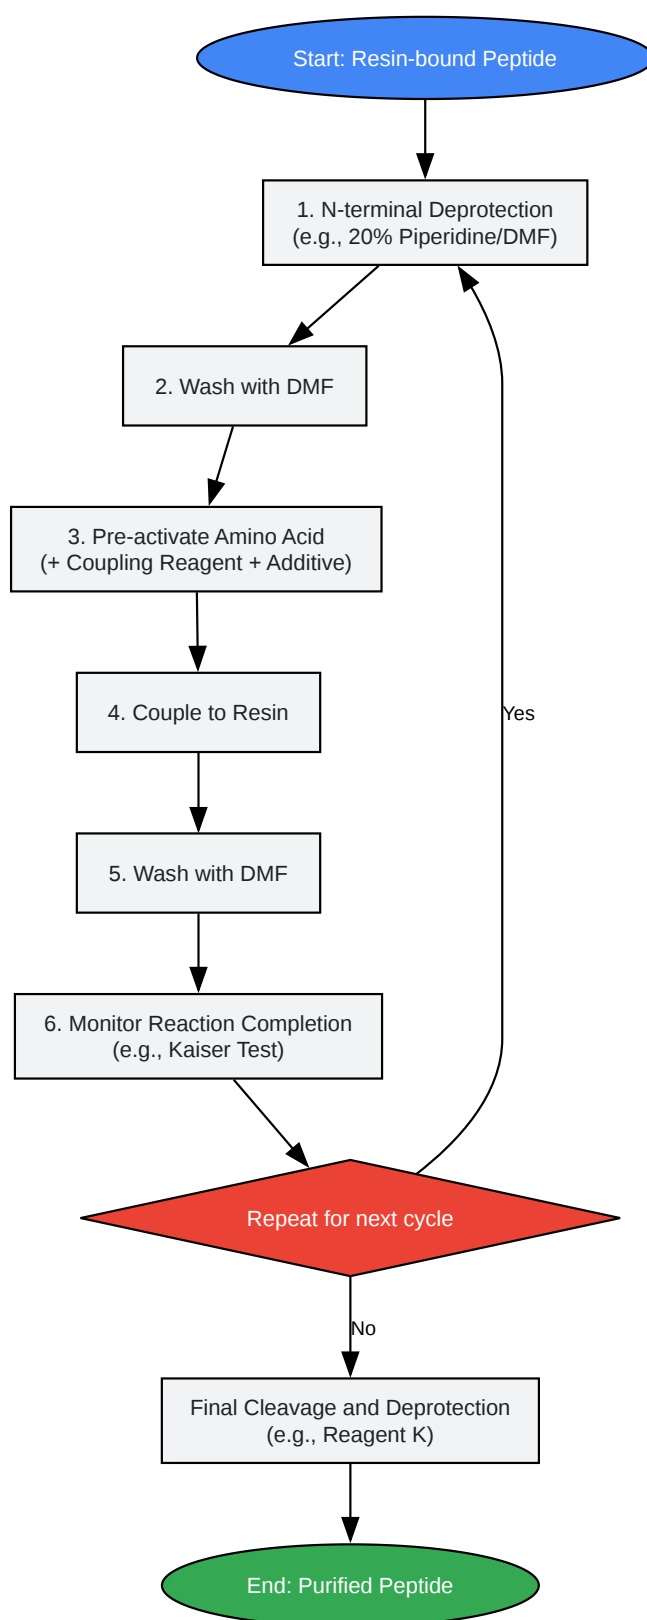 Start: Resin-bound Peptide
1. N-terminal Deprotection
(e.g., 20% Piperidine/DMF)
2. Wash with DMF
3. Pre-activate Amino Acid
(+ Coupling Reagent + Additive)
4. Couple to Resin
Yes
5. Wash with DMF
6. Monitor Reaction Completion
(e.g., Kaiser Test)
Repeat for next cycle
No
Final Cleavage and Deprotection
(e.g., Reagent K)
End: Purified Peptide